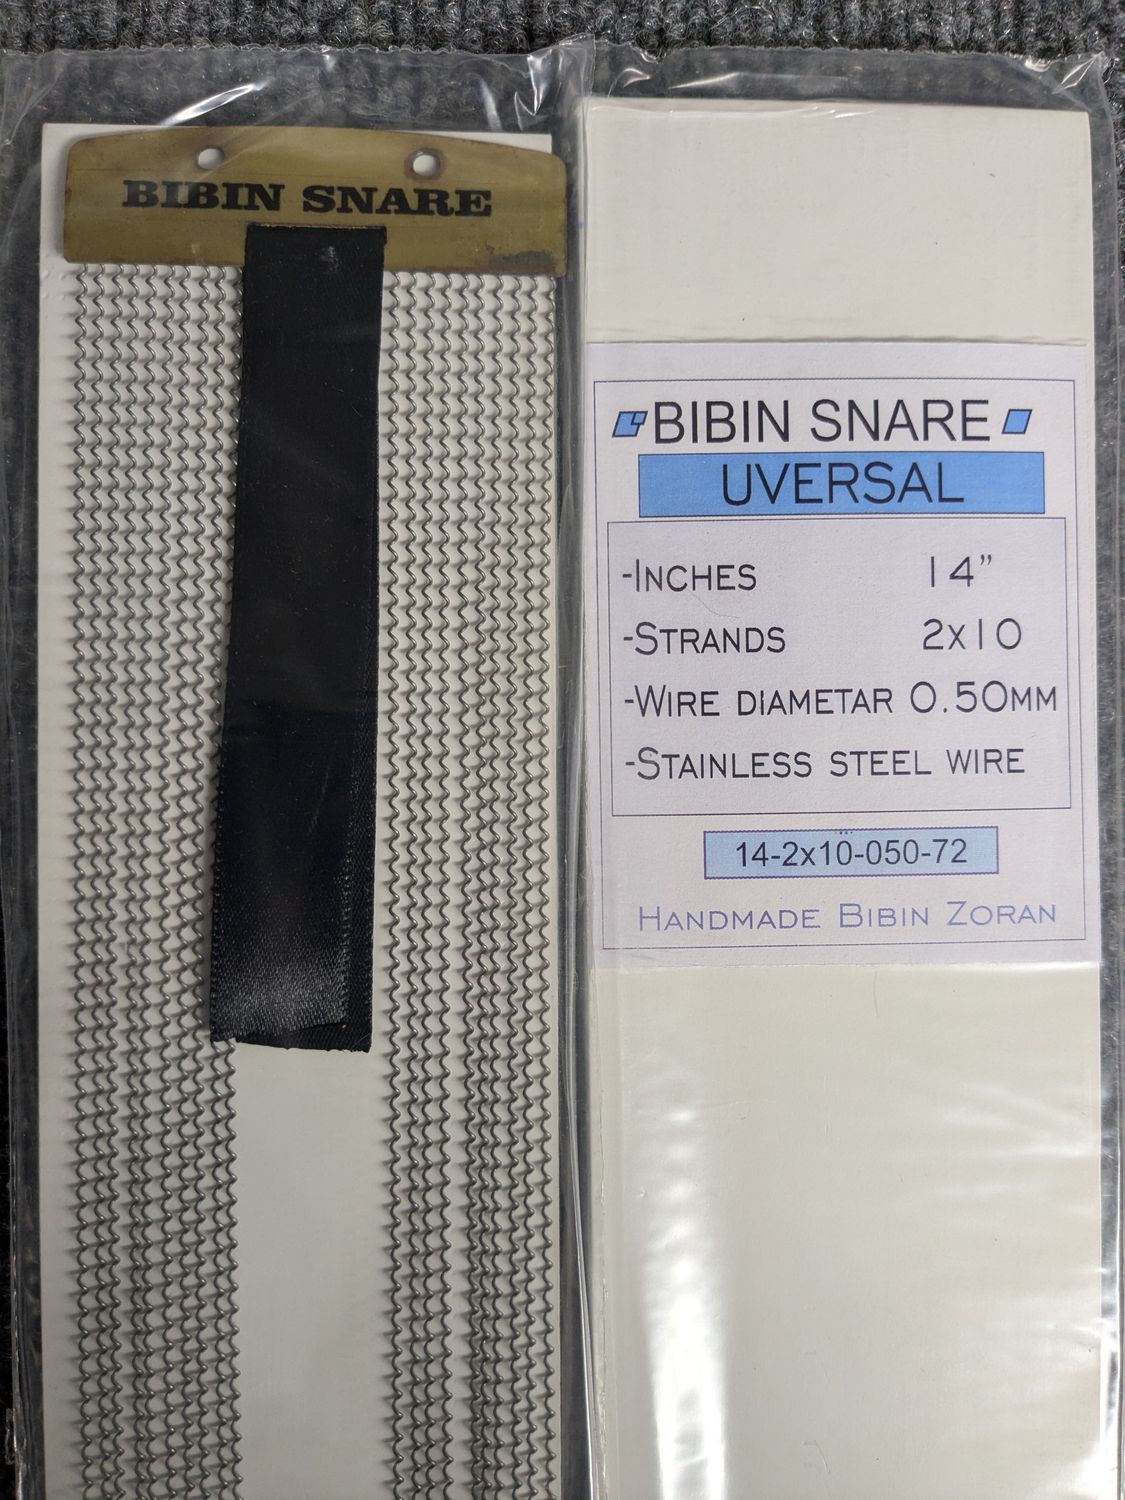 BIBIN SNARE
BIBIN SNARE
UVERSAL
-INCHES 14"
-STRANDS 2x10
-WIRE DIAMETAR 0.50MM
-STAINLESS STEEL WIRE
14-2x10-050-72
HANDMADE BIBIN ZORAN